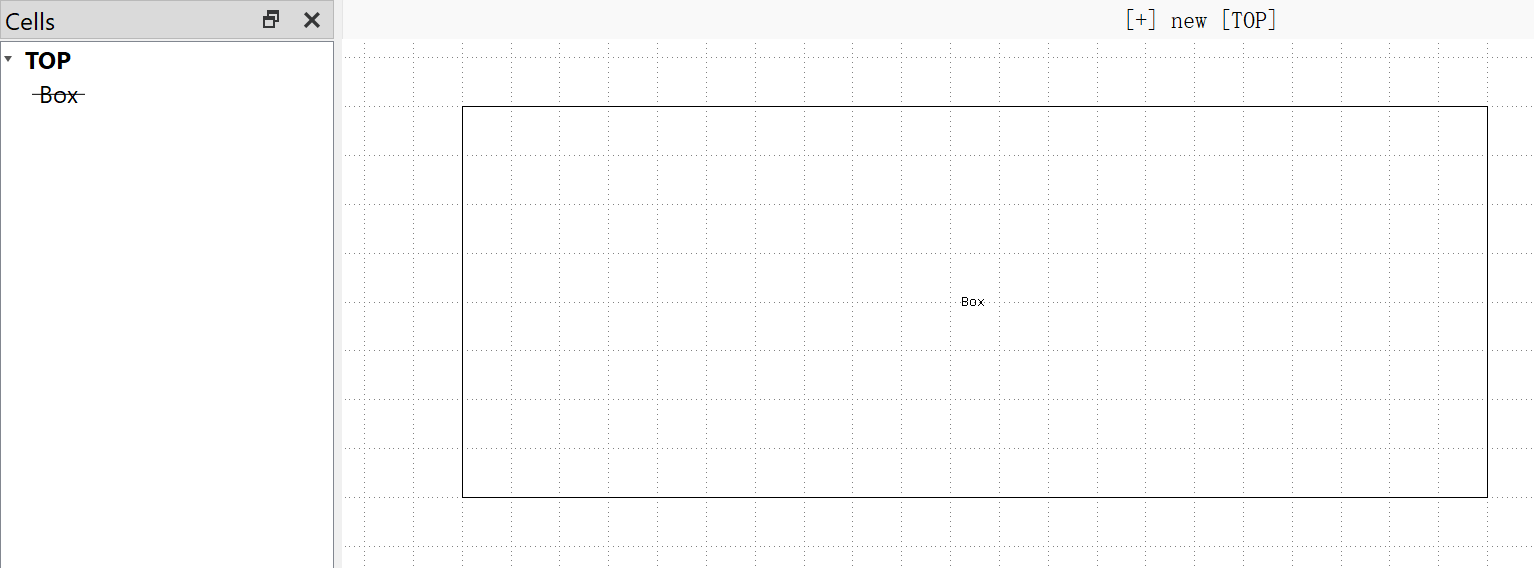 Cells
[+] new [TOP]
TOP
Box
Box